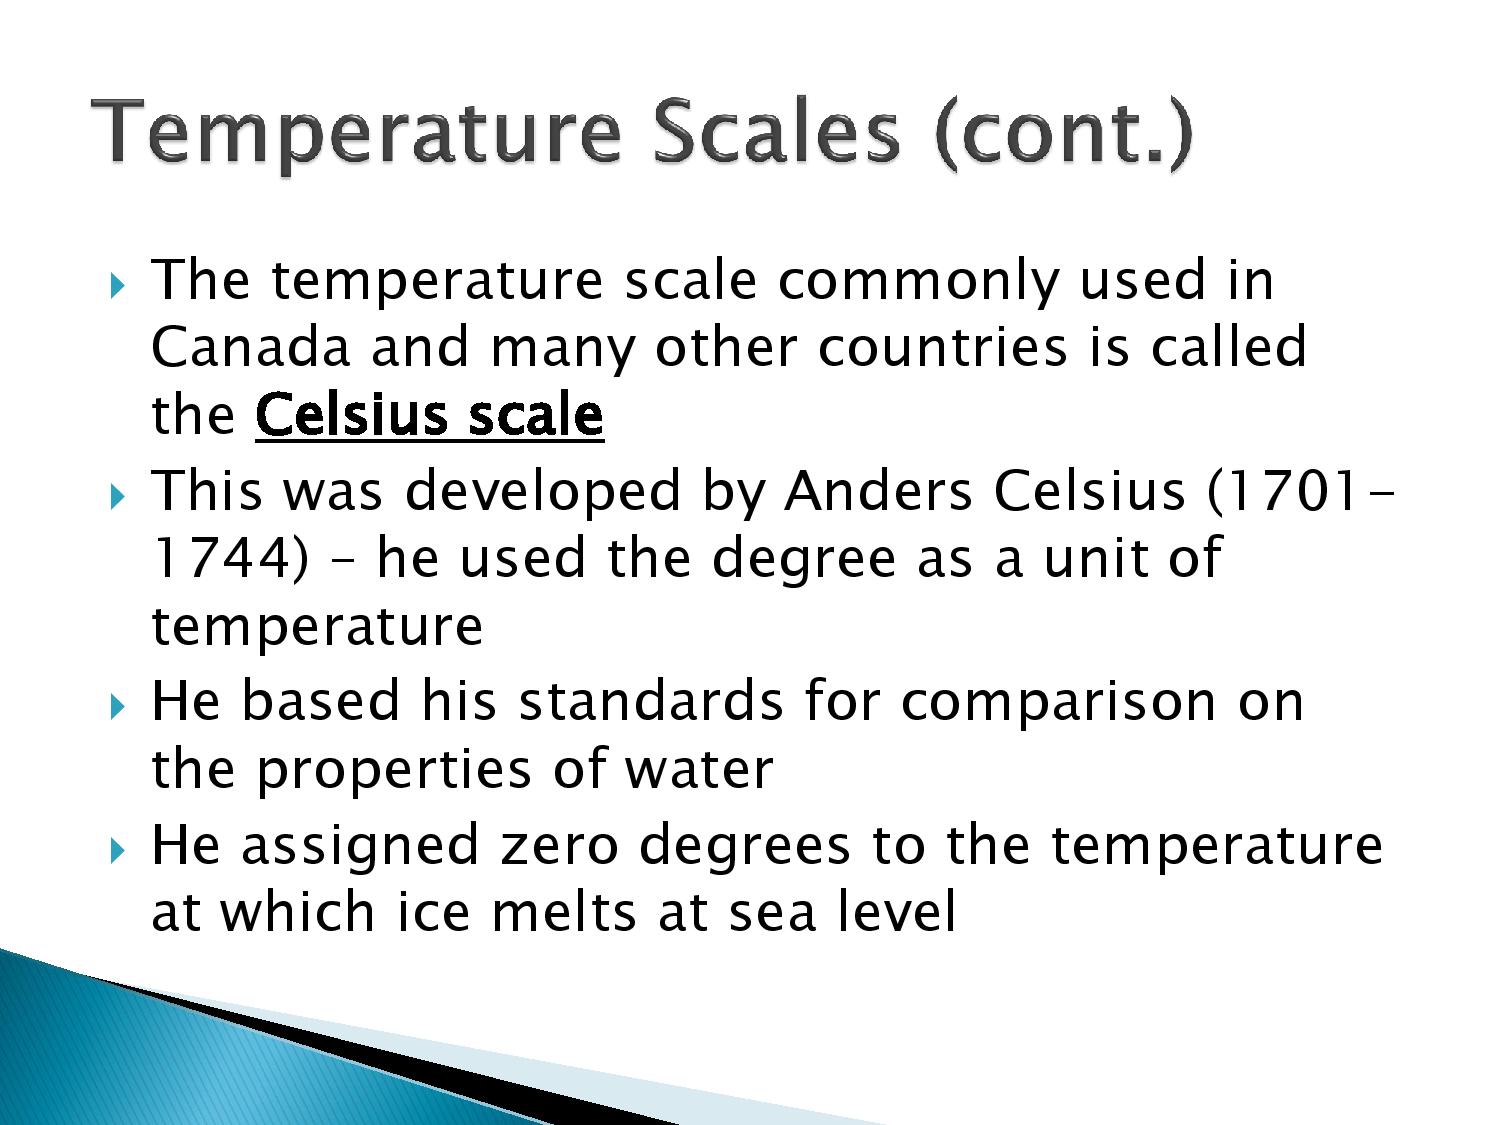 Temperature Scales (cont.)
The temperature scale commonly used in
Canada and many other countries is called
the Celsius scale
This was developed by Anders Celsius (1701-
1744) – he used the degree as a unit of
temperature
He based his standards for comparison on
the properties of water
He assigned zero degrees to the temperature
at which ice melts at sea level